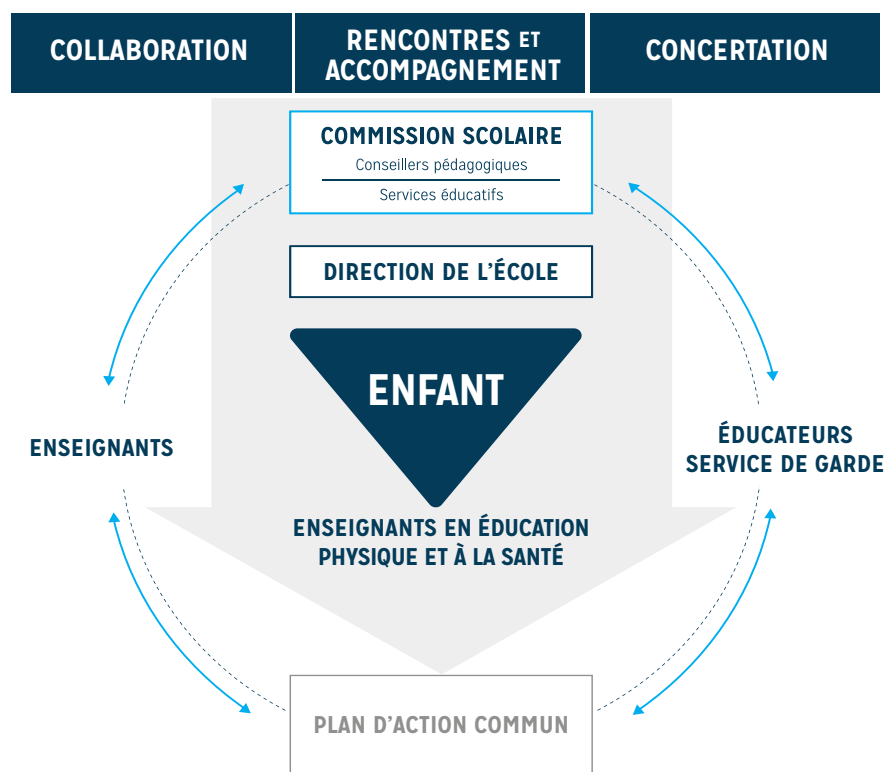 COLLABORATION
RENCONTRES ET
ACCOMPAGNEMENT
CONCERTATION
COMMISSION SCOLAIRE
Conseillers pédagogiques
Services éducatifs
DIRECTION DE L’ÉCOLE
ENFANT
ENSEIGNANTS
ÉDUCATEURS
SERVICE DE GARDE
ENSEIGNANTS EN ÉDUCATION
PHYSIQUE ET À LA SANTÉ
PLAN D’ACTION COMMUN